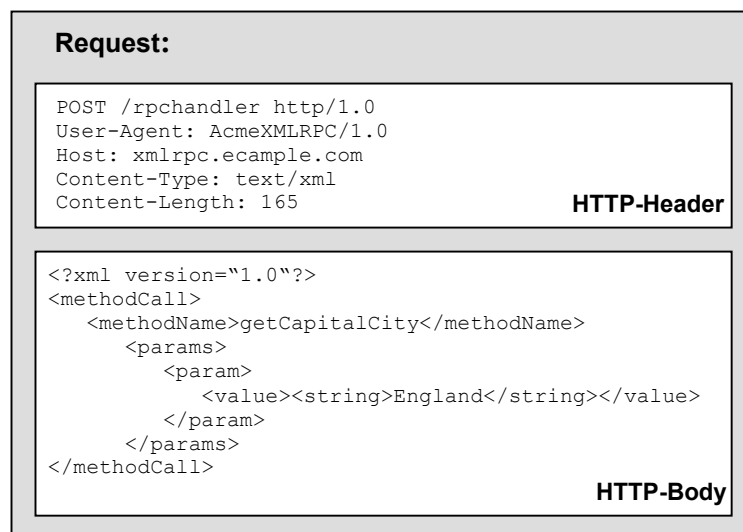 Request:
POST /rpchandler http/1.0
User-Agent: AcmeXMLRPC/1.0
Host: xmlrpc.ecample.com
Content-Type: text/xml
Content-Length: 165
HTTP-Header
<?xml version=“1.0“?>
<methodCall>
   <methodName>getCapitalCity</methodName>
      <params>
         <param>
            <value><string>England</string></value>
         </param>
      </params>
</methodCall>
HTTP-Body